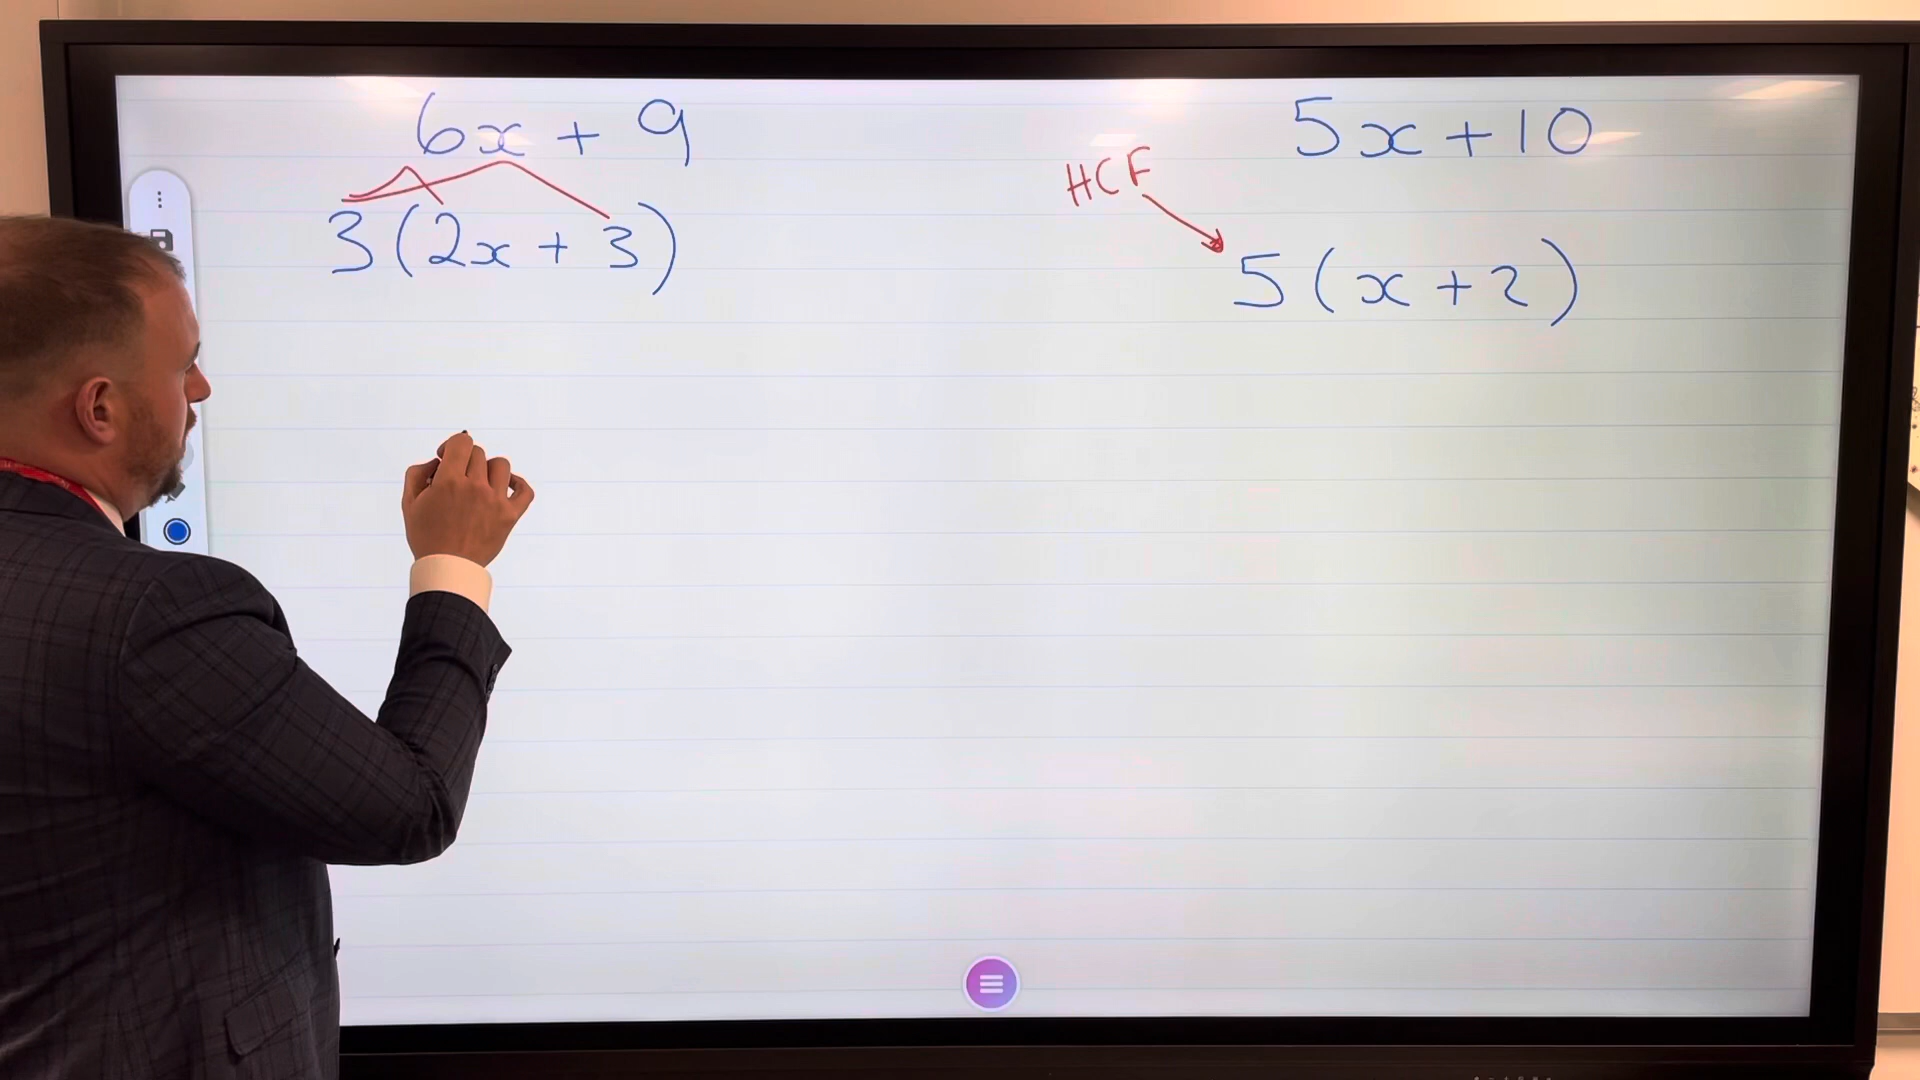 6x + 9
3(2x + 3)
5x + 10
HCF
5(x + 2)